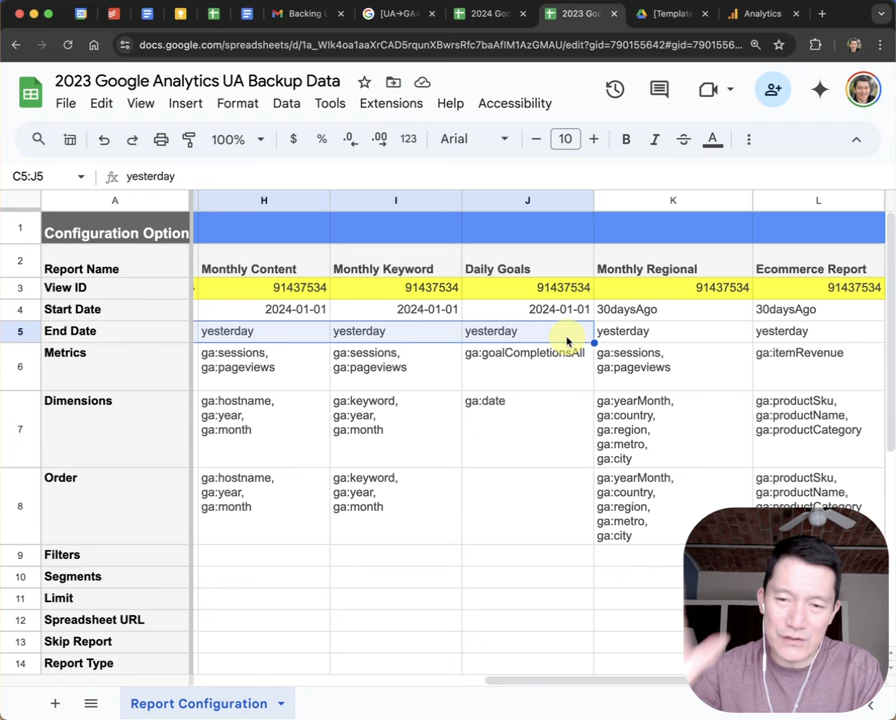 Backing
[UA→GA4
2024 Goo
2023 Goo
[Templat
Analytics
docs.google.com/spreadsheets/d/1a_Wlk4oa1aaXrCAD5rqunXBwrsRfc7baAflM1AzGMAU/edit?gid=790155642#gid=7901556...
2023 Google Analytics UA Backup Data
File Edit View Insert Format Data Tools Extensions Help Accessibility
100% $ % .0 .00 123 Arial 10 B I S A
C5:J5 fx yesterday
A H I J K L
1 Configuration Option
2 Report Name Monthly Content Monthly Keyword Daily Goals Monthly Regional Ecommerce Report
3 View ID 91437534 91437534 91437534 91437534 91437534
4 Start Date 2024-01-01 2024-01-01 2024-01-01 30daysAgo 30daysAgo
5 End Date yesterday yesterday yesterday yesterday yesterday
6 Metrics ga:sessions, ga:sessions, ga:goalCompletionsAll ga:sessions, ga:itemRevenue
ga:pageviews ga:pageviews ga:pageviews
7 Dimensions ga:hostname, ga:keyword, ga:date ga:yearMonth, ga:productSku,
ga:year, ga:year, ga:country, ga:productName,
ga:month ga:month ga:region, ga:productCategory
ga:metro,
ga:city
8 Order ga:hostname, ga:keyword, ga:yearMonth, ga:productSku,
ga:year, ga:year, ga:country, ga:productName,
ga:month ga:month ga:region, ga:productCategory
ga:metro,
ga:city
9 Filters
10 Segments
11 Limit
12 Spreadsheet URL
13 Skip Report
14 Report Type
Report Configuration